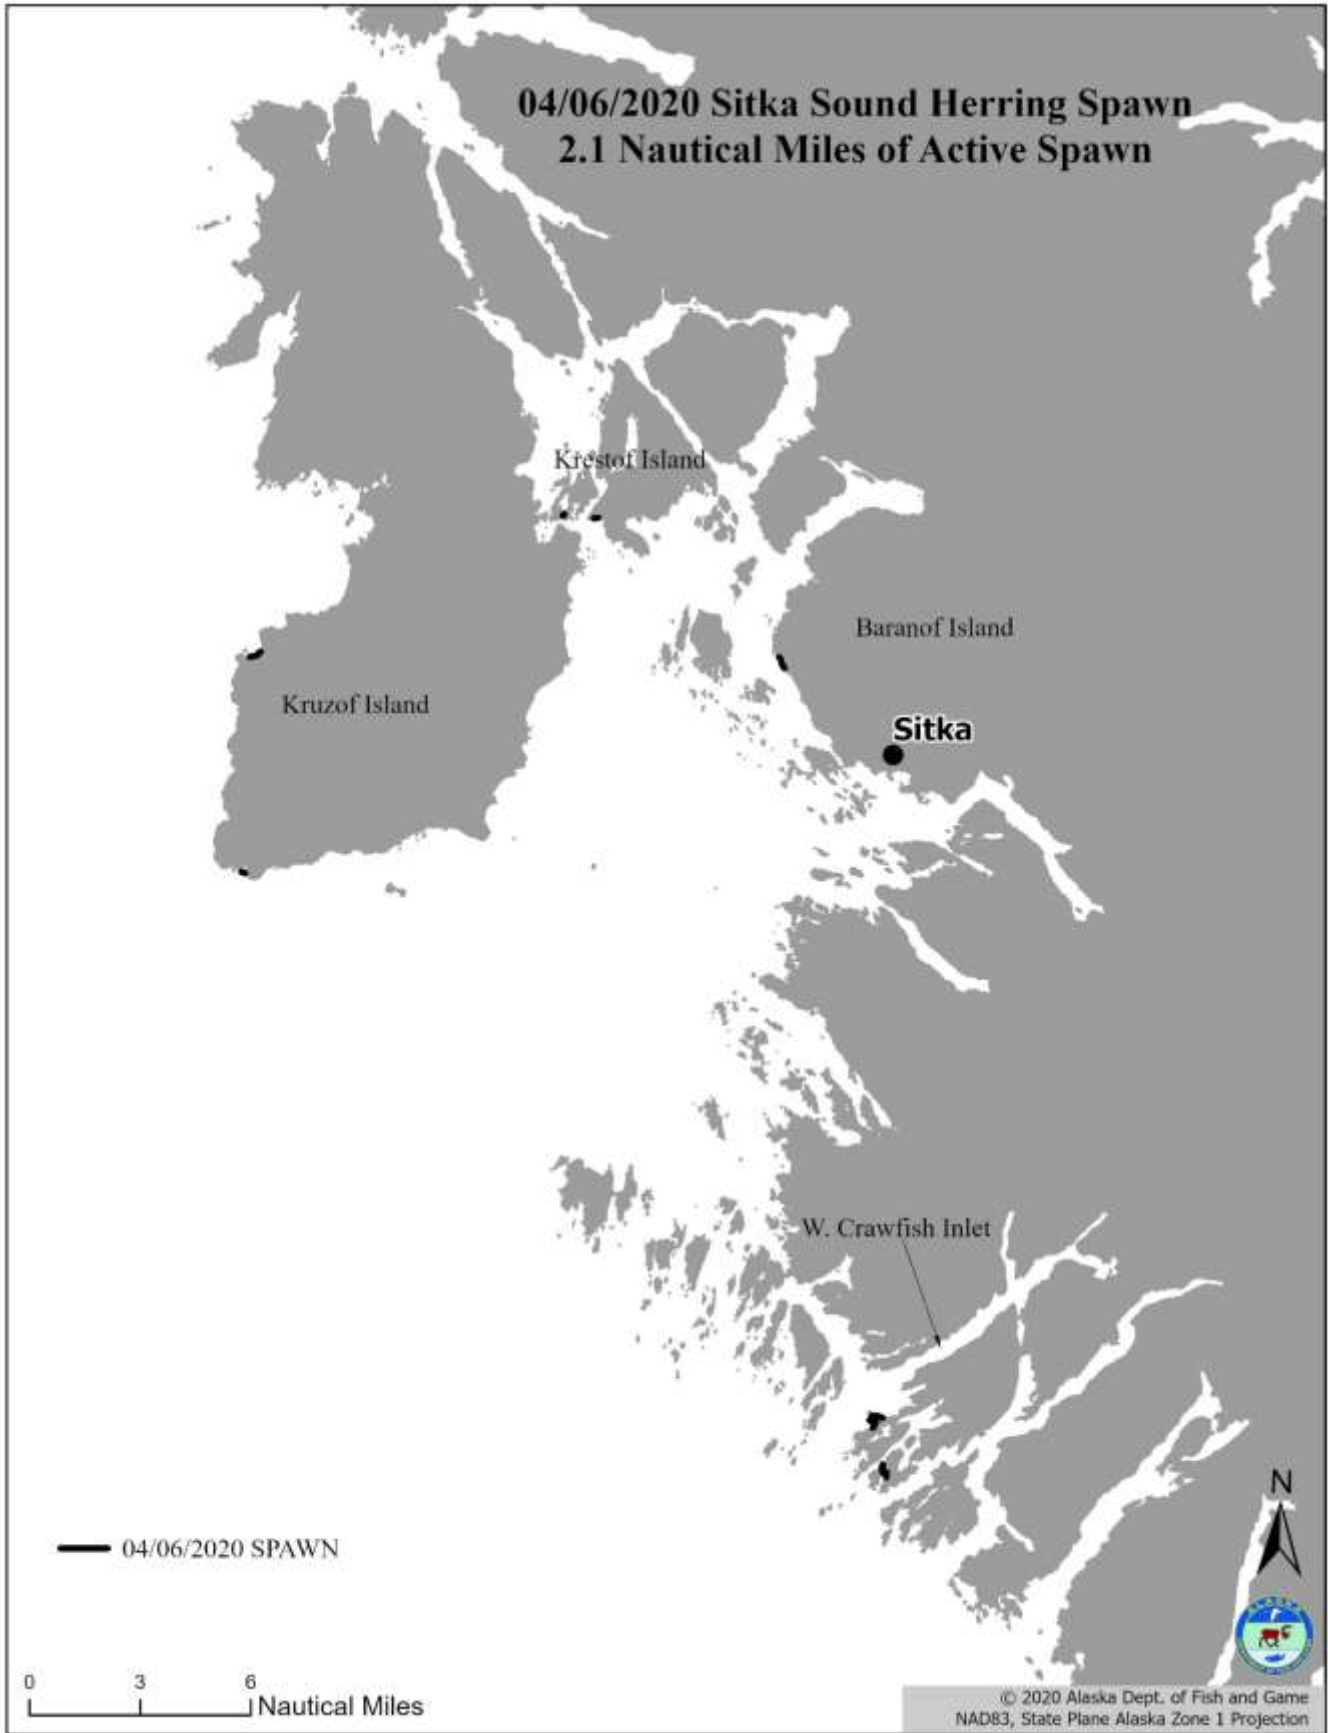 04/06/2020 Sitka Sound Herring Spawn
2.1 Nautical Miles of Active Spawn
Krestof Island
Baranof Island
Kruzof Island
Sitka
W. Crawfish Inlet
N
04/06/2020 SPAWN
ALASKA
0 3 6
Nautical Miles
© 2020 Alaska Dept. of Fish and Game
NAD83, State Plane Alaska Zone 1 Projection